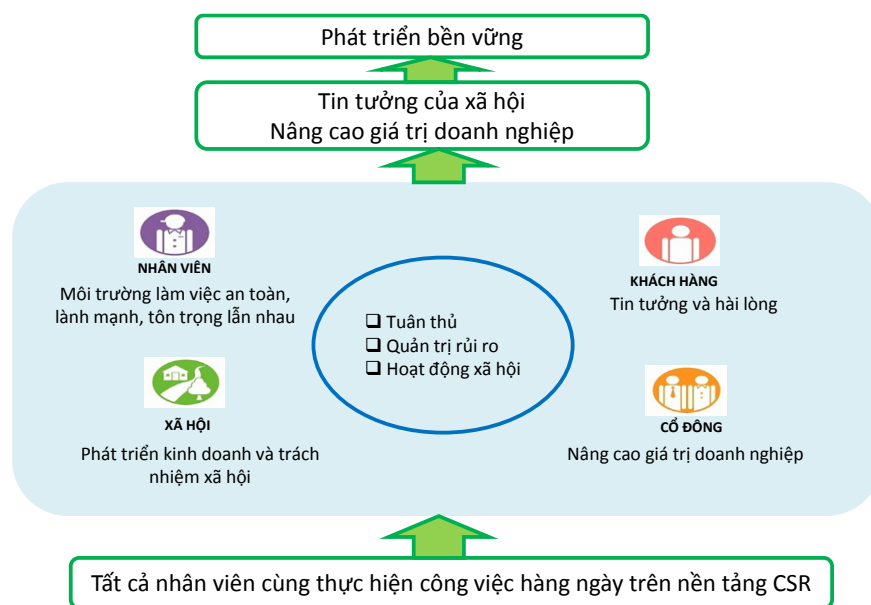 Phát triển bền vững
Tin tưởng của xã hội
Nâng cao giá trị doanh nghiệp
NHÂN VIÊN
Môi trường làm việc an toàn,
lành mạnh, tôn trọng lẫn nhau
KHÁCH HÀNG
Tin tưởng và hài lòng
❑ Tuân thủ
❑ Quản trị rủi ro
❑ Hoạt động xã hội
XÃ HỘI
Phát triển kinh doanh và trách
nhiệm xã hội
CỔ ĐÔNG
Nâng cao giá trị doanh nghiệp
Tất cả nhân viên cùng thực hiện công việc hàng ngày trên nền tảng CSR